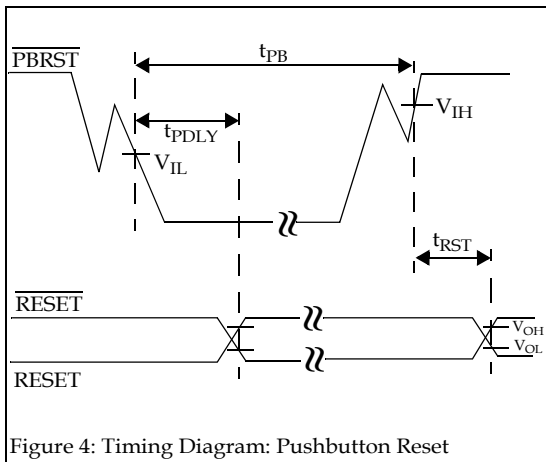 PBRST
tPB
tPDLY
VIH
VIL
tRST
RESET
VOH
VOL
RESET
Figure 4: Timing Diagram: Pushbutton Reset